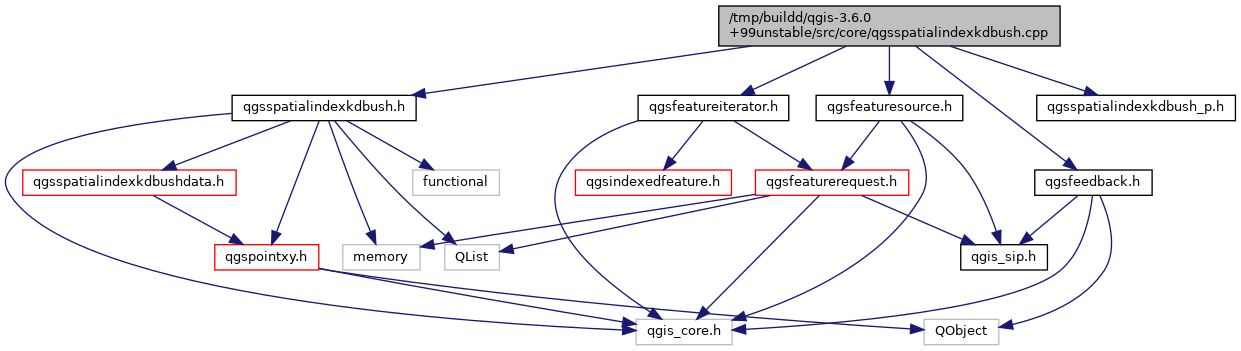 /tmp/buildd/qgis-3.6.0
+99unstable/src/core/qgsspatialindexkdbush.cpp
qgsspatialindexkdbush.h
qgsfeatureiterator.h
qgsfeaturesource.h
qgsspatialindexkdbush_p.h
qgsspatialindexkdbushdata.h
functional
qgsindexedfeature.h
qgsfeaturerequest.h
qgsfeedback.h
qgspointxy.h
memory
QList
qgis_sip.h
qgis_core.h
QObject